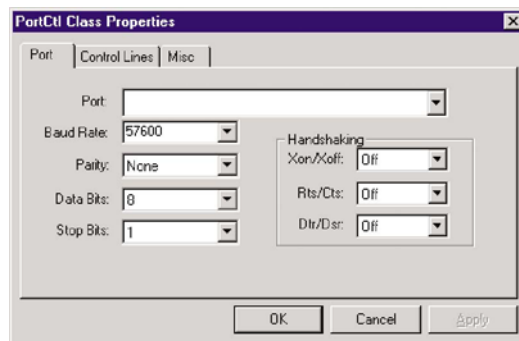 PortCtl Class Properties
Port Control Lines Misc
Port:
Baud Rate: 57600
Parity: None
Data Bits: 8
Stop Bits: 1
Handshaking
Xon/Xoff: Off
Rts/Cts: Off
Dtr/Dsr: Off
OK Cancel Apply